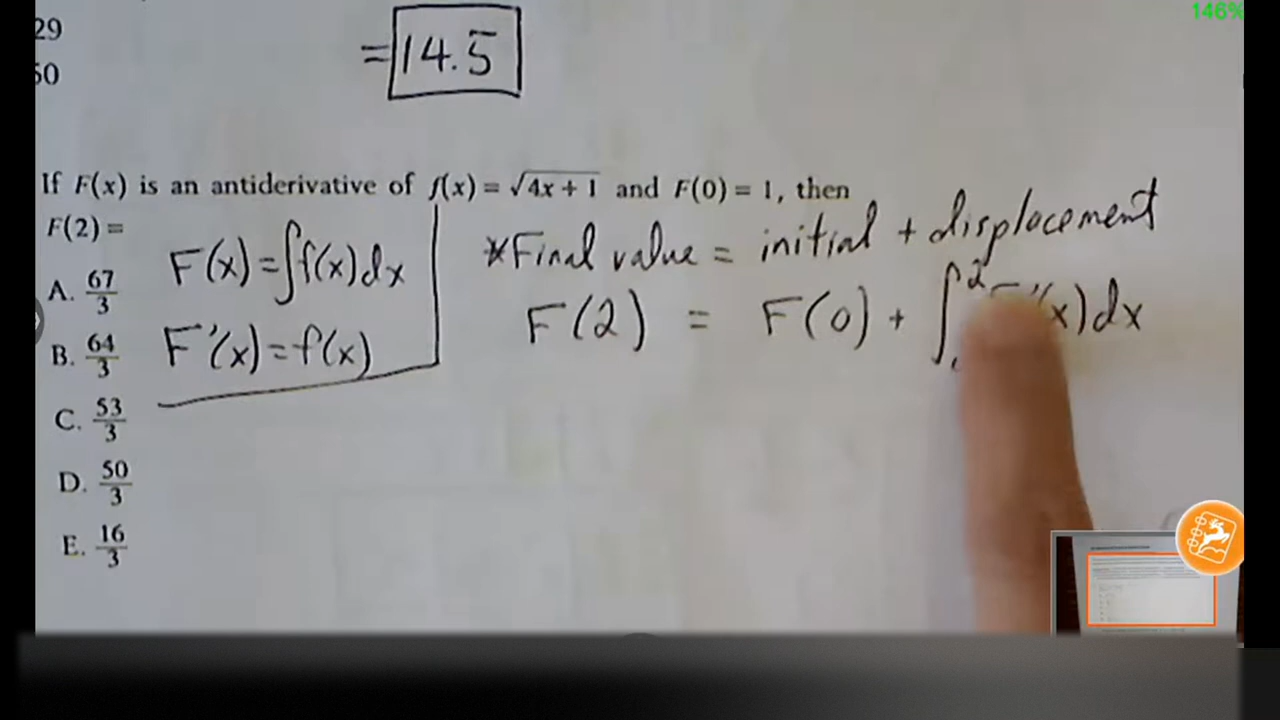 146%
29
50
= 14.5
If F(x) is an antiderivative of f(x) = √4x + 1 and F(0) = 1, then
F(2) =
A. 67/3
B. 64/3
C. 53/3
D. 50/3
E. 16/3
F(x) = ∫f(x)dx
F'(x) = f(x)
*Final value = initial + displacement
F(2) = F(0) + ∫² F'(x)dx